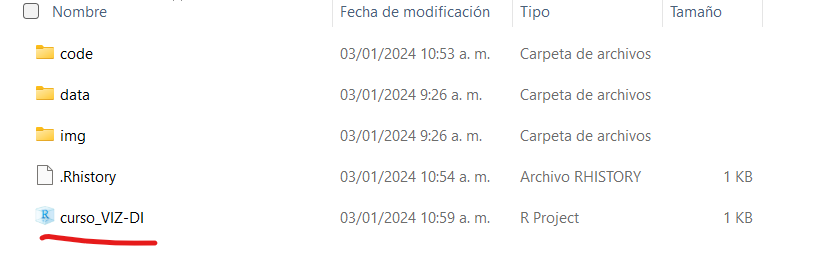 Nombre Fecha de modificación Tipo Tamaño
code 03/01/2024 10:53 a. m. Carpeta de archivos
data 03/01/2024 9:26 a. m. Carpeta de archivos
img 03/01/2024 9:26 a. m. Carpeta de archivos
.Rhistory 03/01/2024 10:54 a. m. Archivo RHISTORY 1 KB
curso_VIZ-DI 03/01/2024 10:59 a. m. R Project 1 KB